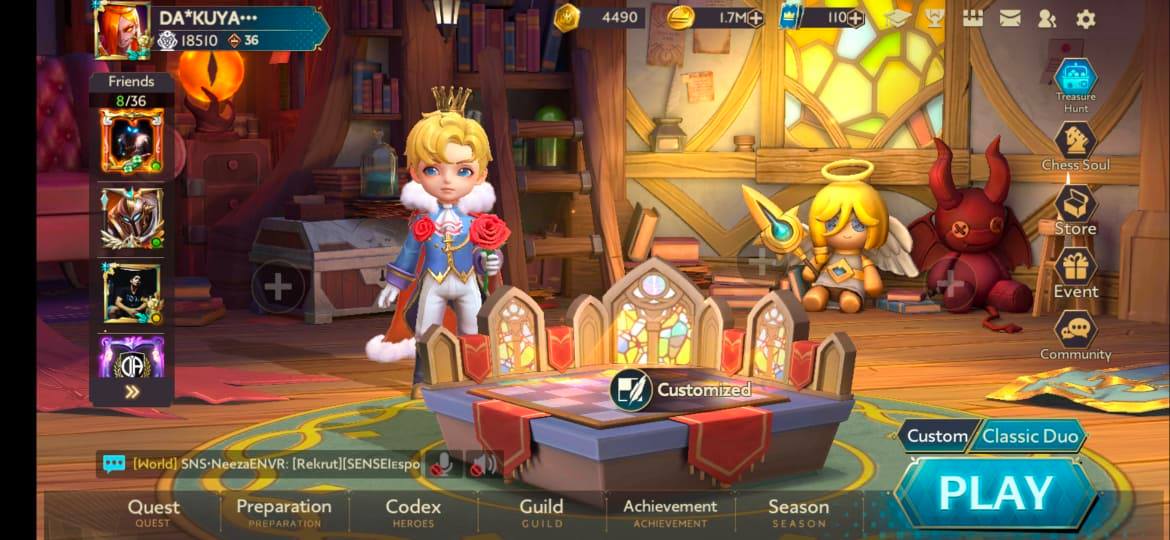 DA*KUYA•••
18510 36
4490
1.7M
110
Friends
8/36
Treasure
Hunt
Chess Soul
Store
Event
Community
Customized
Custom
Classic Duo
PLAY
[World] SNS•NeezaENVR: [Rekrut][SENSEI
Quest
QUEST
Preparation
PREPARATION
Codex
HEROES
Guild
GUILD
Achievement
ACHIEVEMENT
Season
SEASON